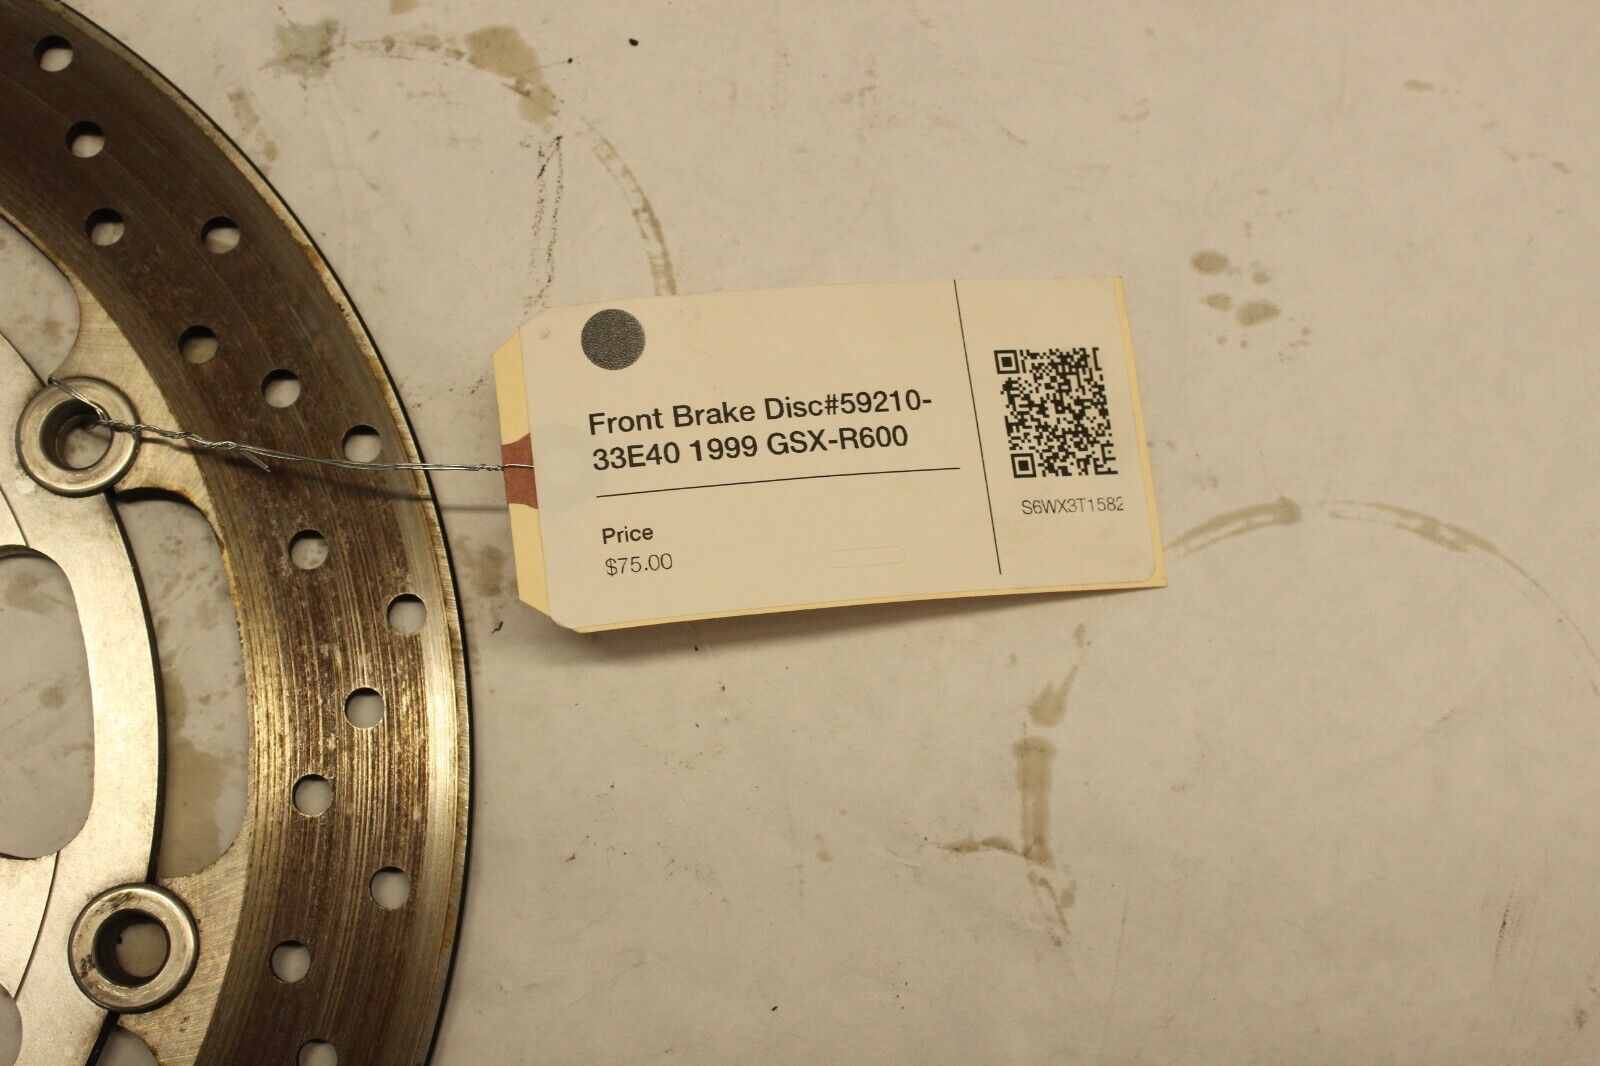 Front Brake Disc#59210-
33E40 1999 GSX-R600
Price
$75.00
S6WX3T1582